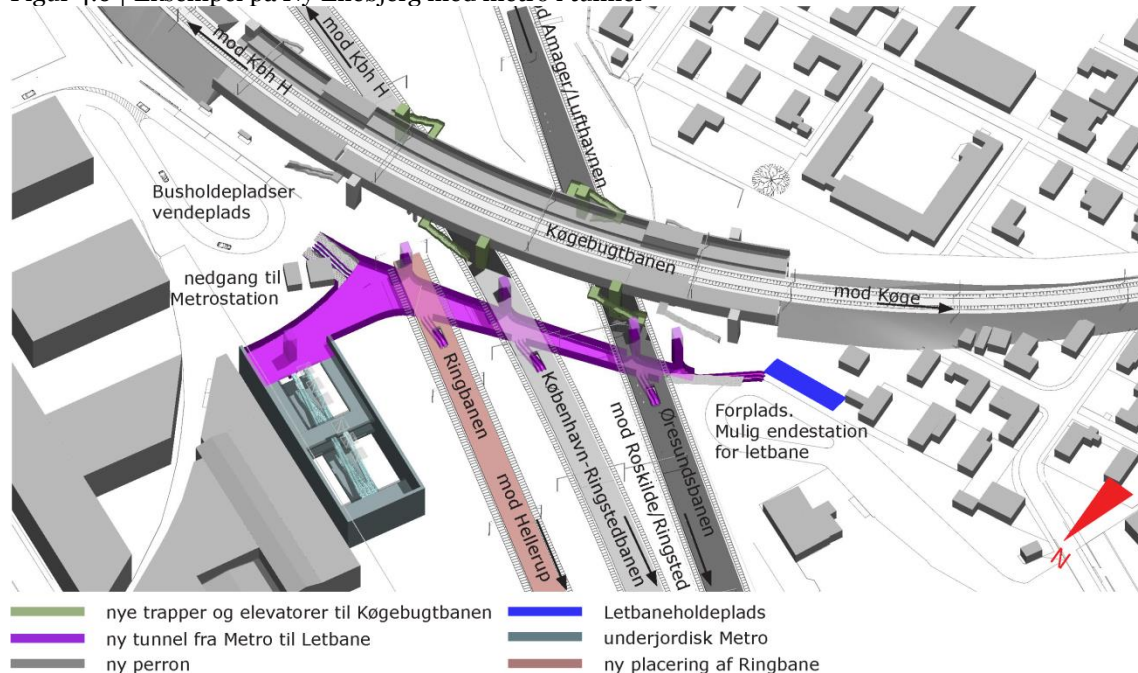 mod Kbh H
mod Kbh H
mod Amager/Lufthavnen
Busholdepladser
vendeplads
Køgebugtbanen
nedgang til
Metrostation
mod Køge
Ringbanen
København-Ringstedbanen
Øresundsbanen
Forplads.
Mulig endestation
for letbane
mod Hellerup
mod Roskilde/Ringsted
N
nye trapper og elevatorer til Køgebugtbanen
ny tunnel fra Metro til Letbane
ny perron
Letbaneholdeplads
underjordisk Metro
ny placering af Ringbane